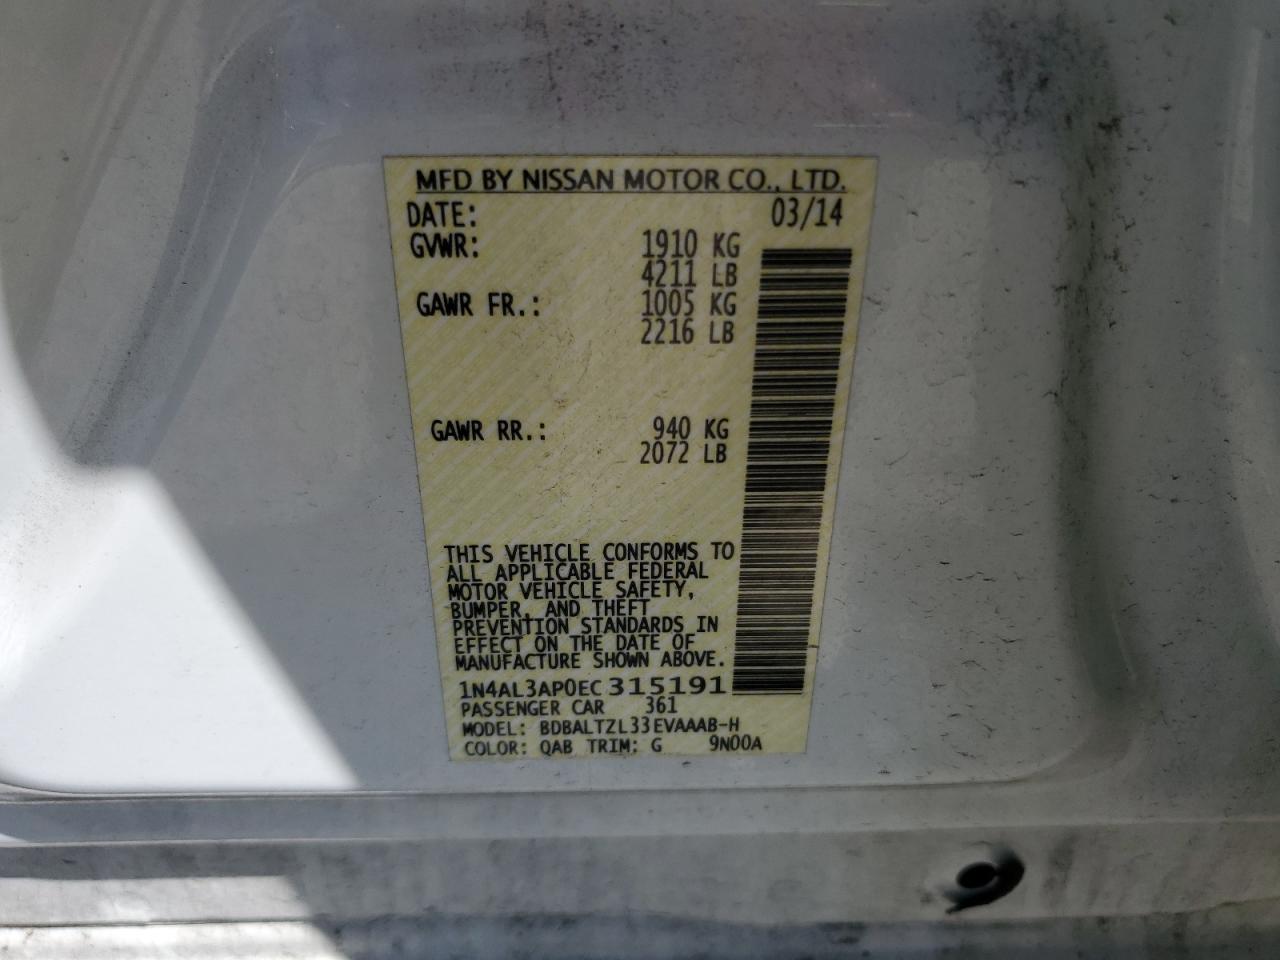 MFD BY NISSAN MOTOR CO., LTD.
DATE: 03/14
GVWR: 1910 KG
4211 LB
GAWR FR.: 1005 KG
2216 LB
GAWR RR.: 940 KG
2072 LB
THIS VEHICLE CONFORMS TO
ALL APPLICABLE FEDERAL
MOTOR VEHICLE SAFETY,
BUMPER, AND THEFT
PREVENTION STANDARDS IN
EFFECT ON THE DATE OF
MANUFACTURE SHOWN ABOVE.
1N4AL3AP0EC315191
PASSENGER CAR 361
MODEL: BDBALTZL33EVAAAB-H
COLOR: QAB TRIM: G 9N00A